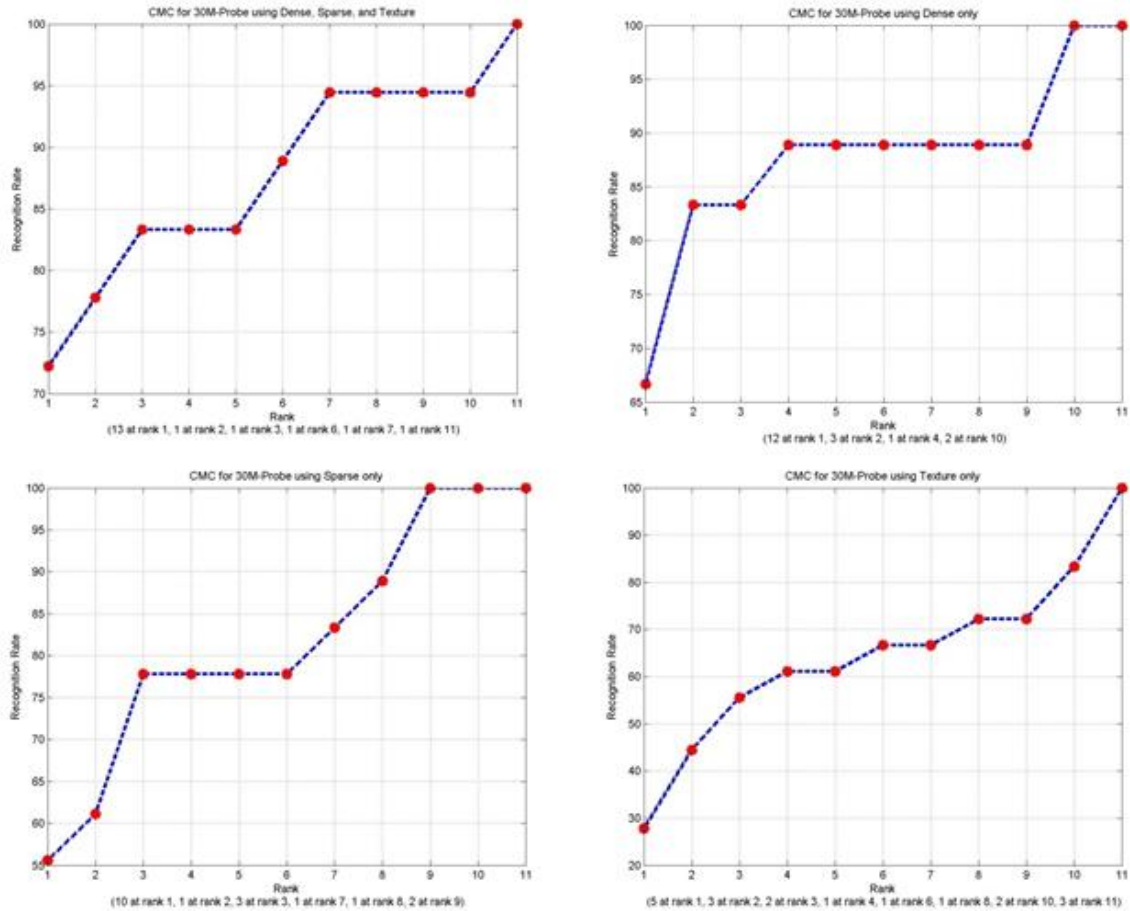 CMC for 30M-Probe using Dense, Sparse, and Texture
100
95
90
85
80
75
70
Recognition Rate
1 2 3 4 5 6 7 8 9 10 11
Rank
(13 at rank 1, 1 at rank 2, 1 at rank 3, 1 at rank 6, 1 at rank 7, 1 at rank 11)
CMC for 30M-Probe using Dense only
100
95
90
85
80
75
70
65
Recognition Rate
1 2 3 4 5 6 7 8 9 10 11
Rank
(12 at rank 1, 3 at rank 2, 1 at rank 4, 2 at rank 10)
CMC for 30M-Probe using Sparse only
100
95
90
85
80
75
70
65
60
55
Recognition Rate
1 2 3 4 5 6 7 8 9 10 11
Rank
(10 at rank 1, 1 at rank 2, 3 at rank 3, 1 at rank 7, 1 at rank 8, 2 at rank 9)
CMC for 30M-Probe using Texture only
100
90
80
70
60
50
40
30
20
Recognition Rate
1 2 3 4 5 6 7 8 9 10 11
Rank
(5 at rank 1, 3 at rank 2, 2 at rank 3, 1 at rank 4, 1 at rank 6, 1 at rank 8, 2 at rank 10, 3 at rank 11)